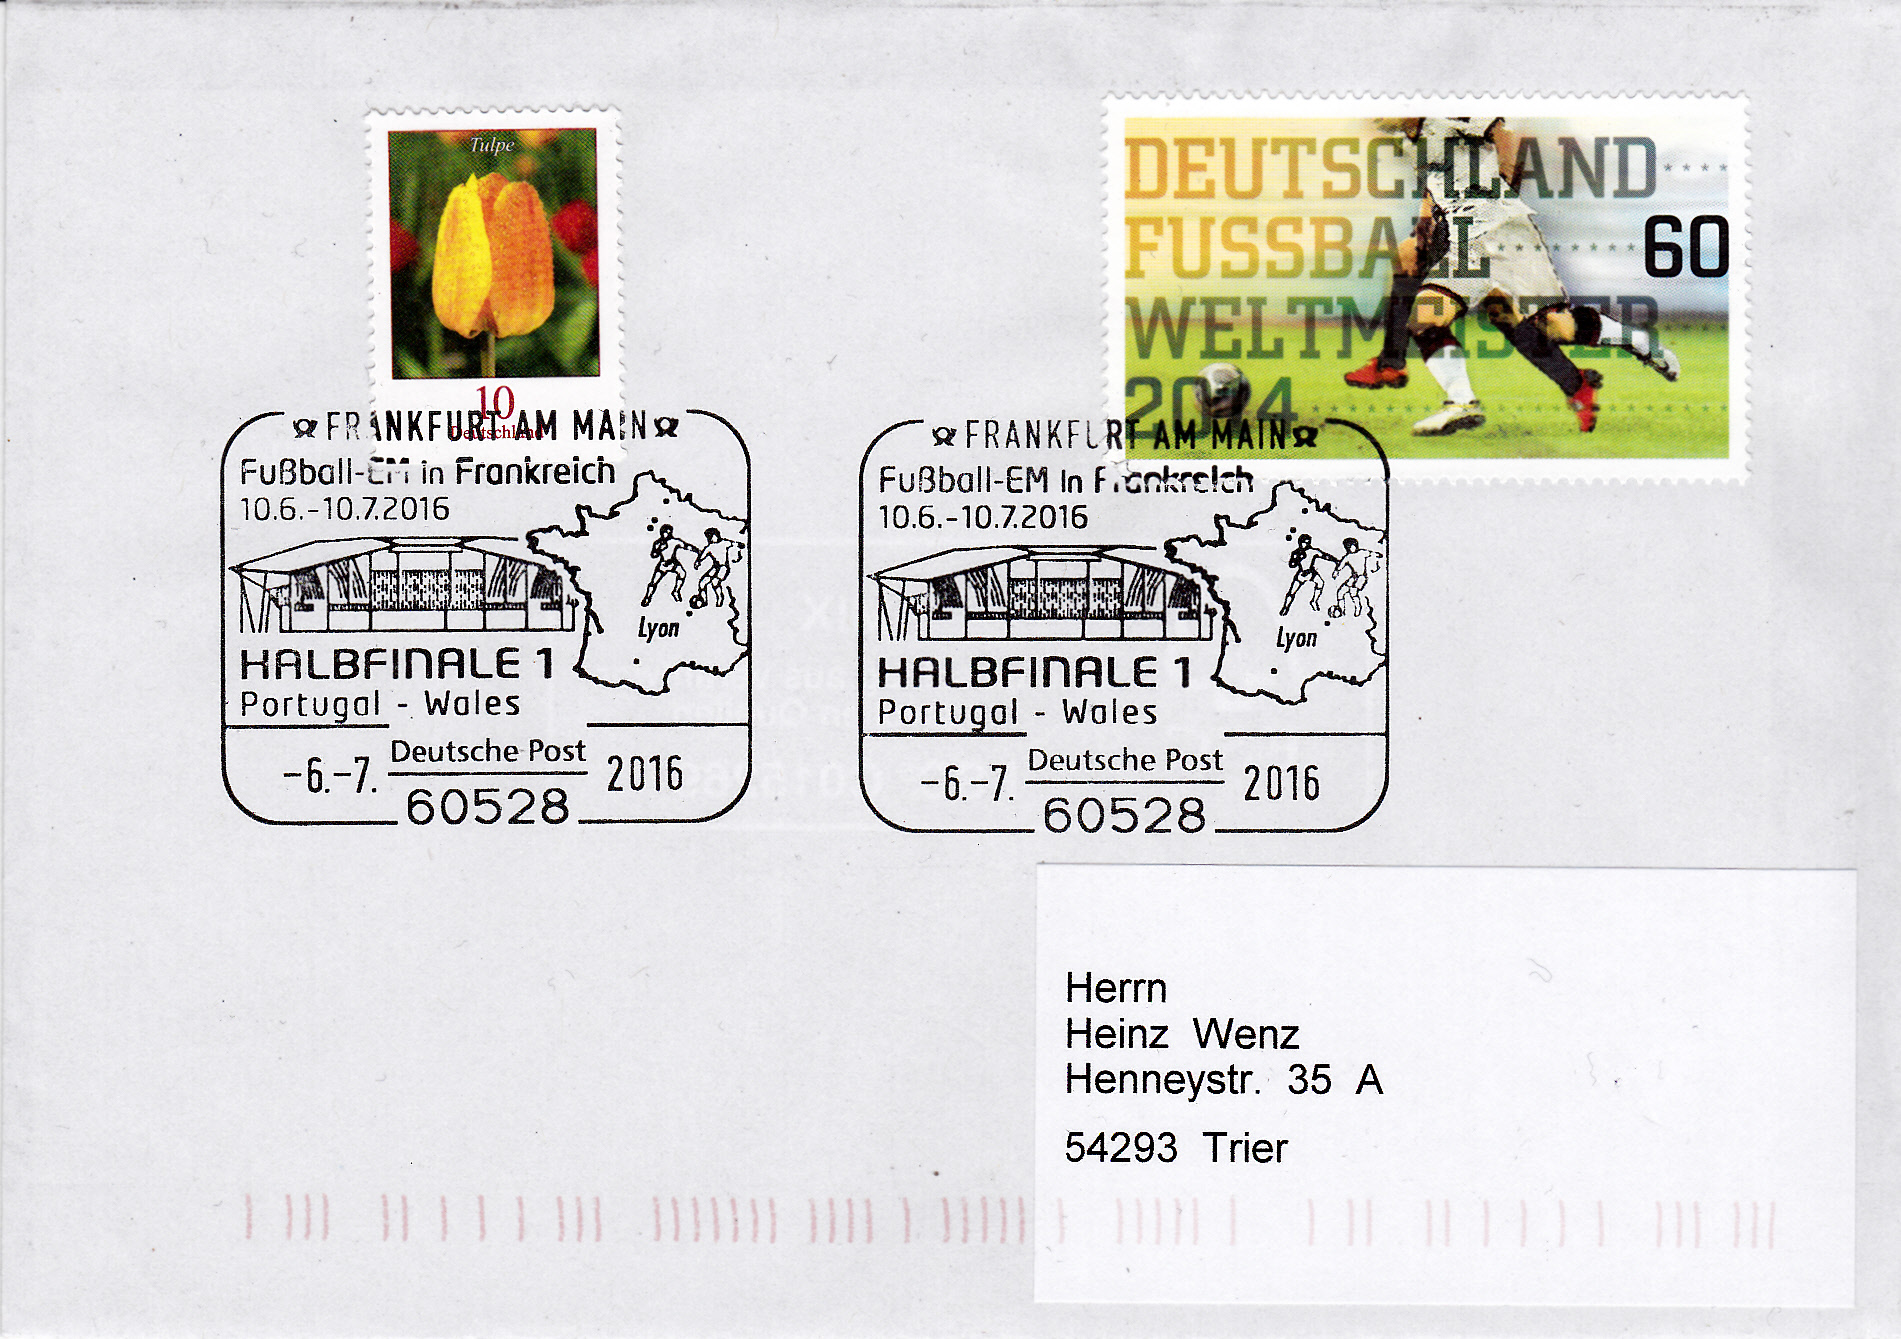 Tulpe
10
Deutschland
DEUTSCHLAND
FUSSBALL
60
WELTMEISTER
2014
FRANKFURT AM MAIN
Fußball-EM in Frankreich
10.6.-10.7.2016
Lyon
HALBFINALE 1
Portugal - Wales
-6.-7. Deutsche Post 2016
60528
FRANKFURT AM MAIN
Fußball-EM in Frankreich
10.6.-10.7.2016
Lyon
HALBFINALE 1
Portugal - Wales
-6.-7. Deutsche Post 2016
60528
Herrn
Heinz Wenz
Henneystr. 35 A
54293 Trier